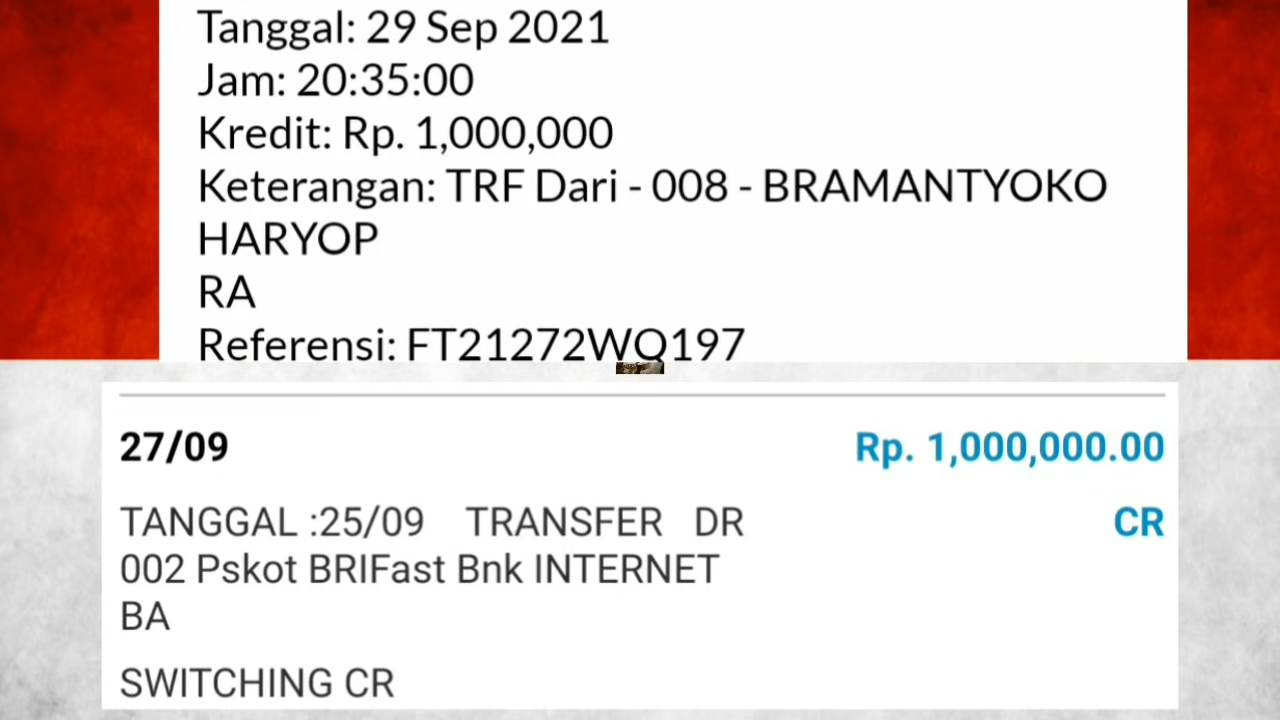 Tanggal: 29 Sep 2021
Jam: 20:35:00
Kredit: Rp. 1,000,000
Keterangan: TRF Dari - 008 - BRAMANTYOKO
HARYOP
RA
Referensi: FT21272WQ197
27/09 Rp. 1,000,000.00
TANGGAL :25/09 TRANSFER DR CR
002 Pskot BRIFast Bnk INTERNET
BA
SWITCHING CR